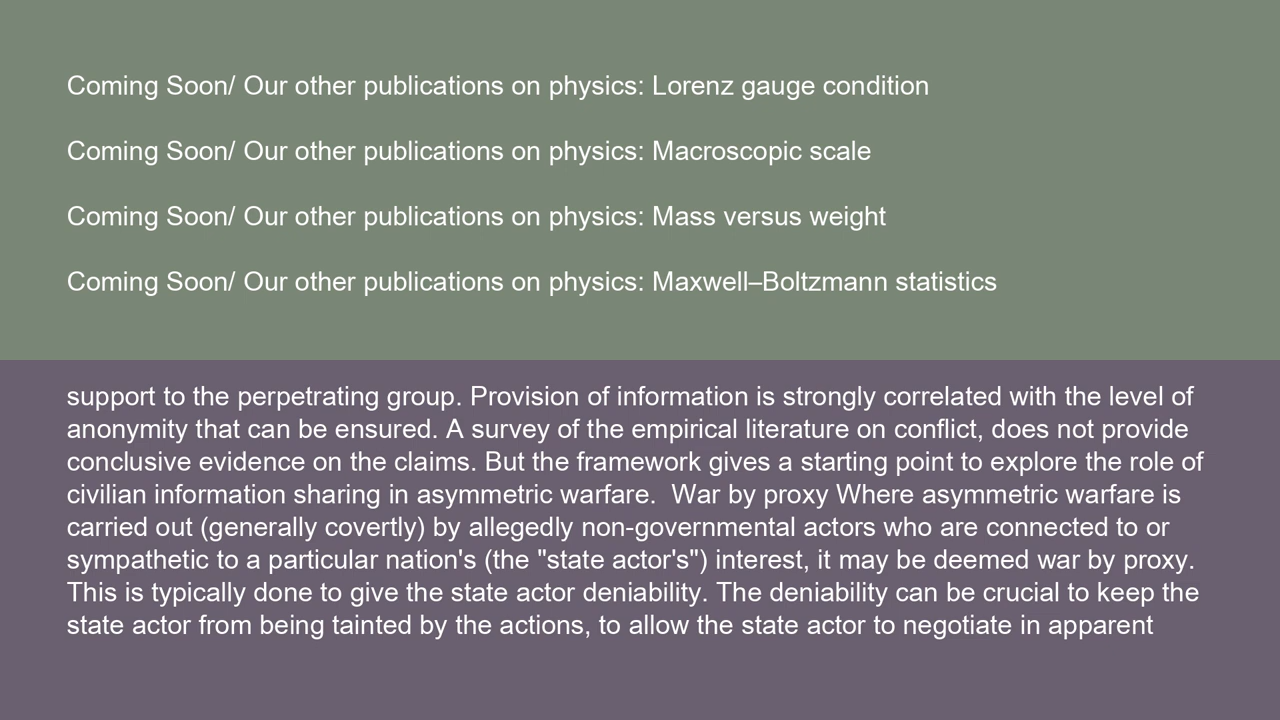 Coming Soon/ Our other publications on physics: Lorenz gauge condition
Coming Soon/ Our other publications on physics: Macroscopic scale
Coming Soon/ Our other publications on physics: Mass versus weight
Coming Soon/ Our other publications on physics: Maxwell–Boltzmann statistics
support to the perpetrating group. Provision of information is strongly correlated with the level of
anonymity that can be ensured. A survey of the empirical literature on conflict, does not provide
conclusive evidence on the claims. But the framework gives a starting point to explore the role of
civilian information sharing in asymmetric warfare.  War by proxy Where asymmetric warfare is
carried out (generally covertly) by allegedly non-governmental actors who are connected to or
sympathetic to a particular nation's (the "state actor's") interest, it may be deemed war by proxy.
This is typically done to give the state actor deniability. The deniability can be crucial to keep the
state actor from being tainted by the actions, to allow the state actor to negotiate in apparent